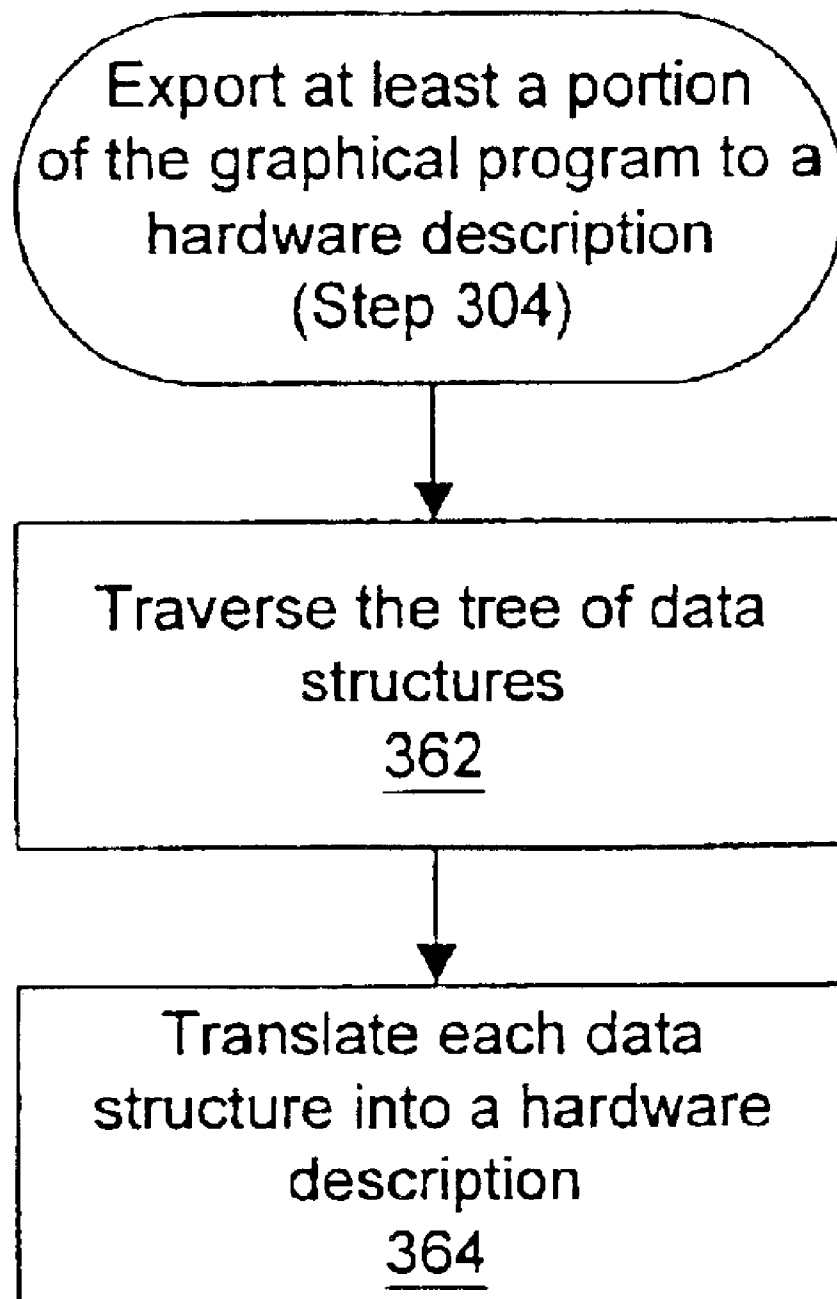 Export at least a portion
of the graphical program to a
hardware description
(Step 304)
Traverse the tree of data
structures
362
Translate each data
structure into a hardware
description
364